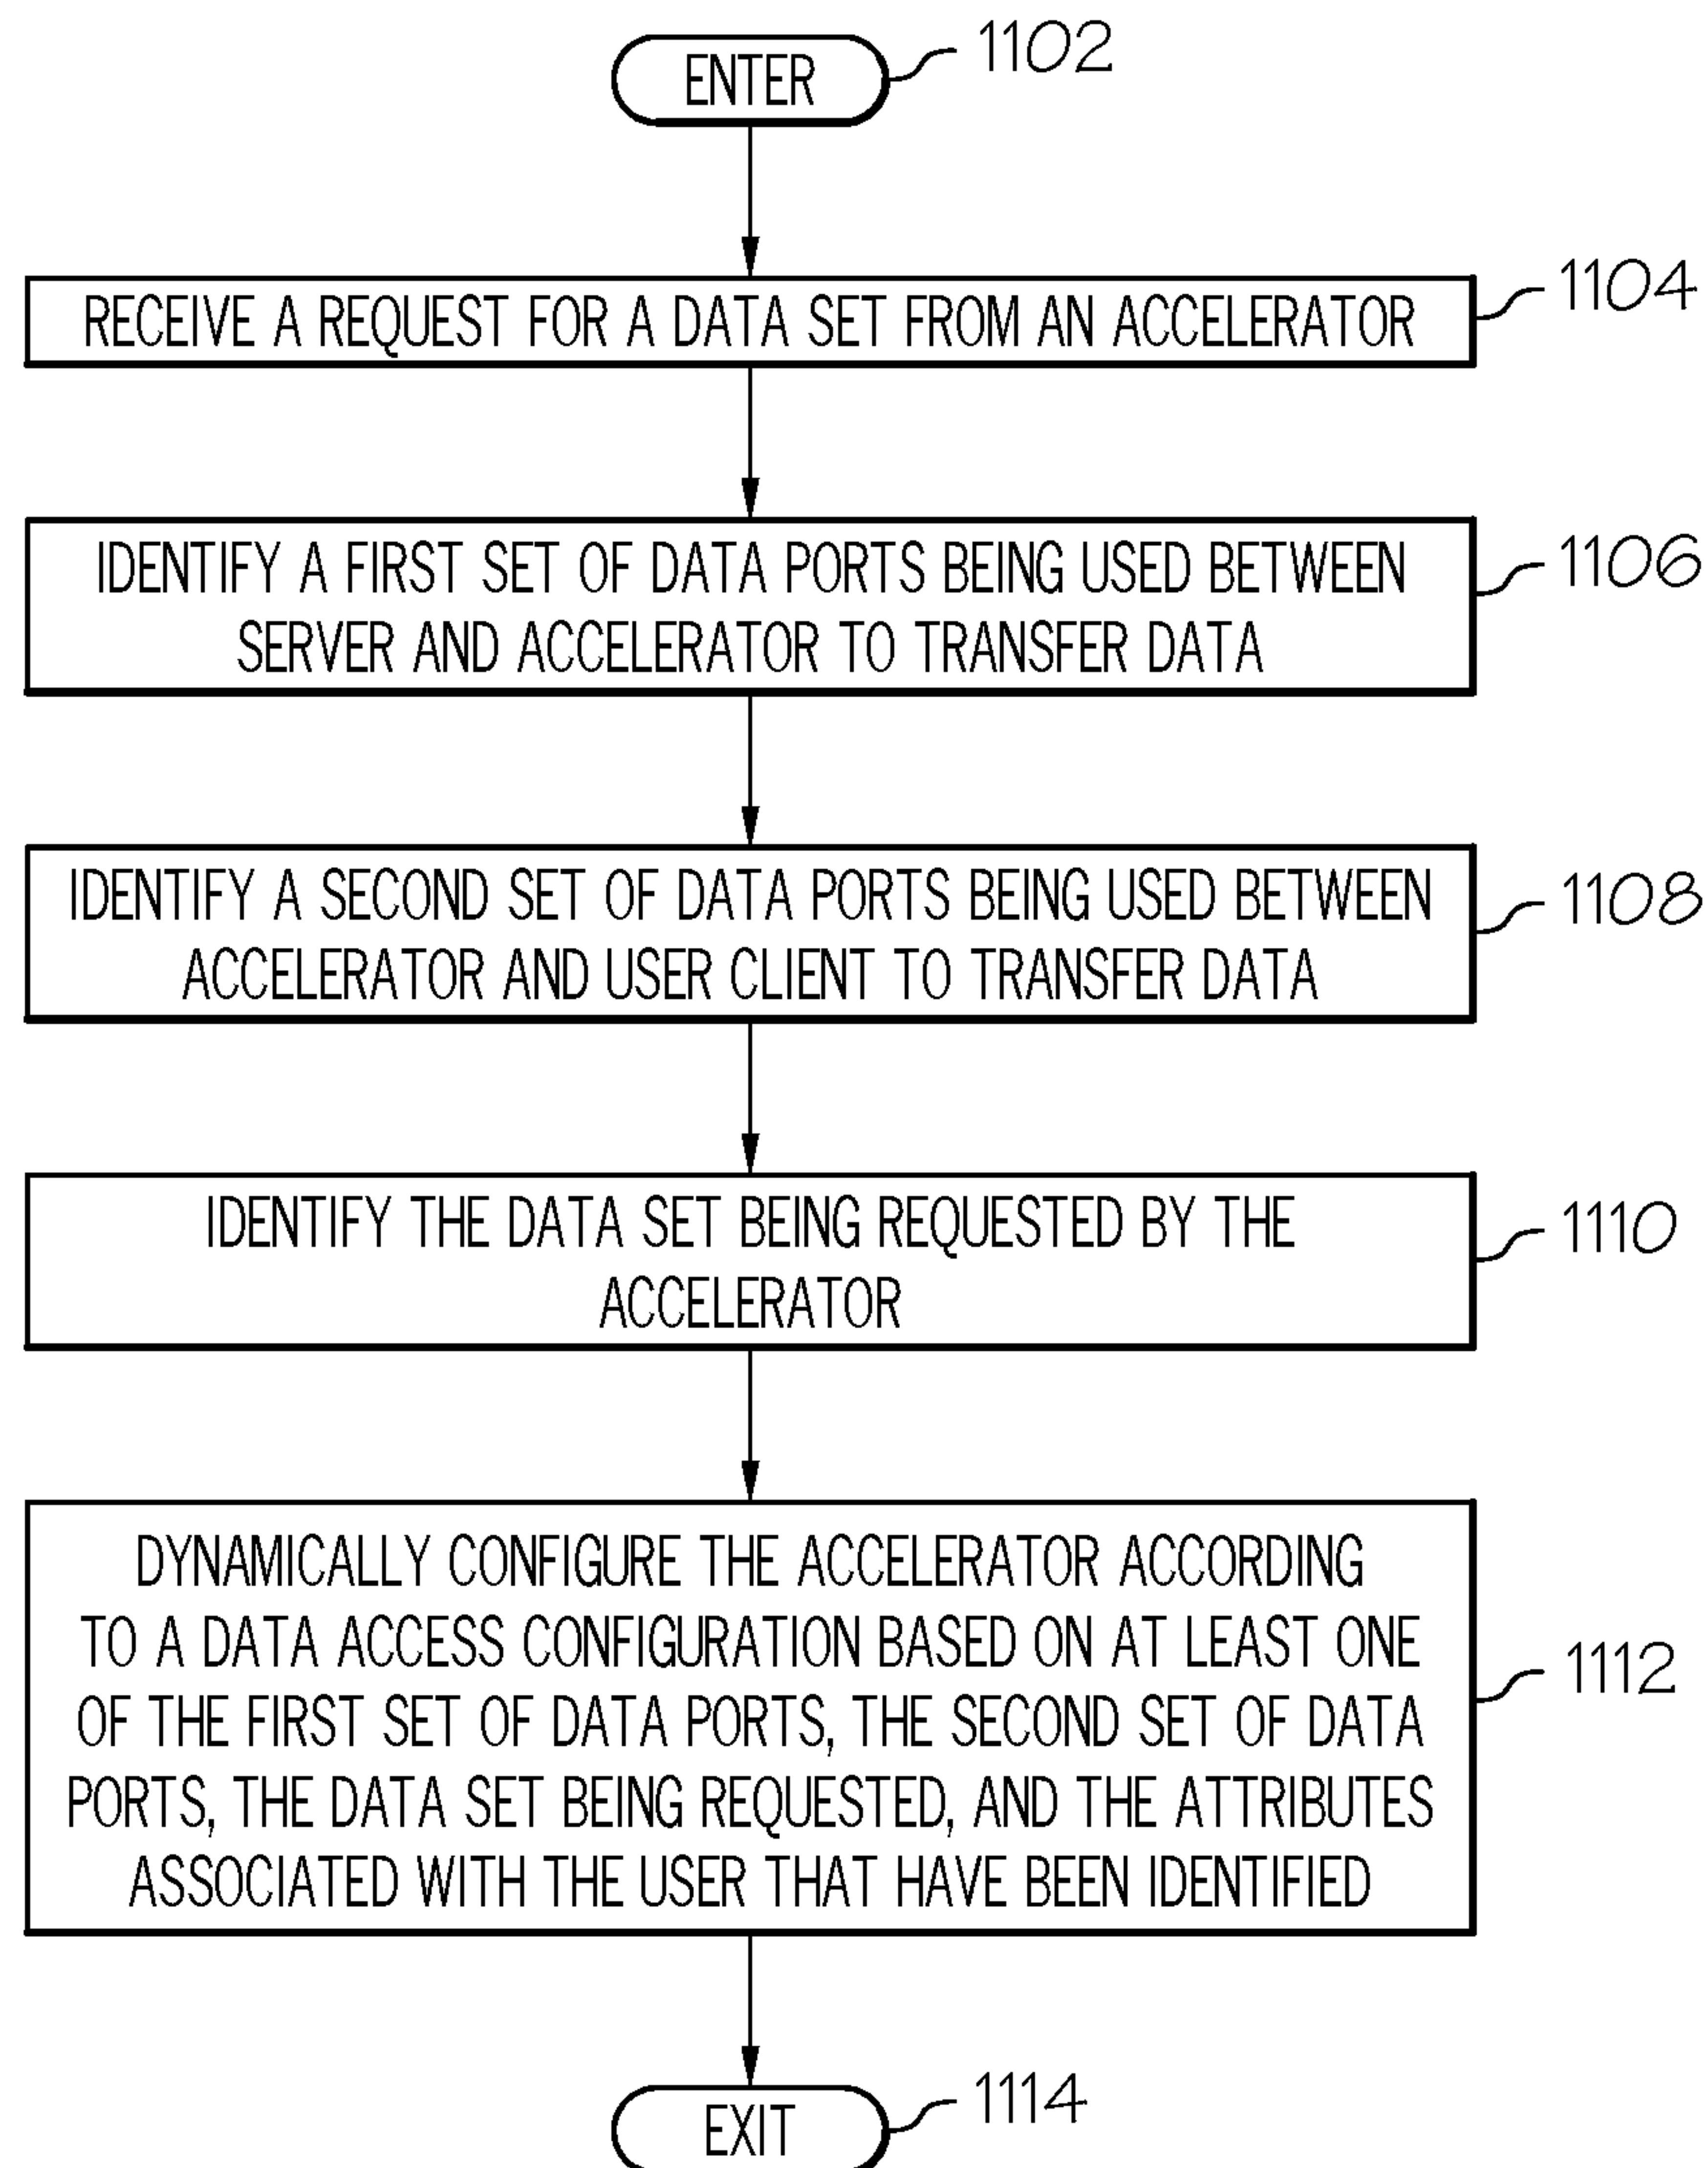 ENTER
1102
RECEIVE A REQUEST FOR A DATA SET FROM AN ACCELERATOR
1104
IDENTIFY A FIRST SET OF DATA PORTS BEING USED BETWEEN
SERVER AND ACCELERATOR TO TRANSFER DATA
1106
IDENTIFY A SECOND SET OF DATA PORTS BEING USED BETWEEN
ACCELERATOR AND USER CLIENT TO TRANSFER DATA
1108
IDENTIFY THE DATA SET BEING REQUESTED BY THE
ACCELERATOR
1110
DYNAMICALLY CONFIGURE THE ACCELERATOR ACCORDING
TO A DATA ACCESS CONFIGURATION BASED ON AT LEAST ONE
OF THE FIRST SET OF DATA PORTS, THE SECOND SET OF DATA
PORTS, THE DATA SET BEING REQUESTED, AND THE ATTRIBUTES
ASSOCIATED WITH THE USER THAT HAVE BEEN IDENTIFIED
1112
EXIT
1114